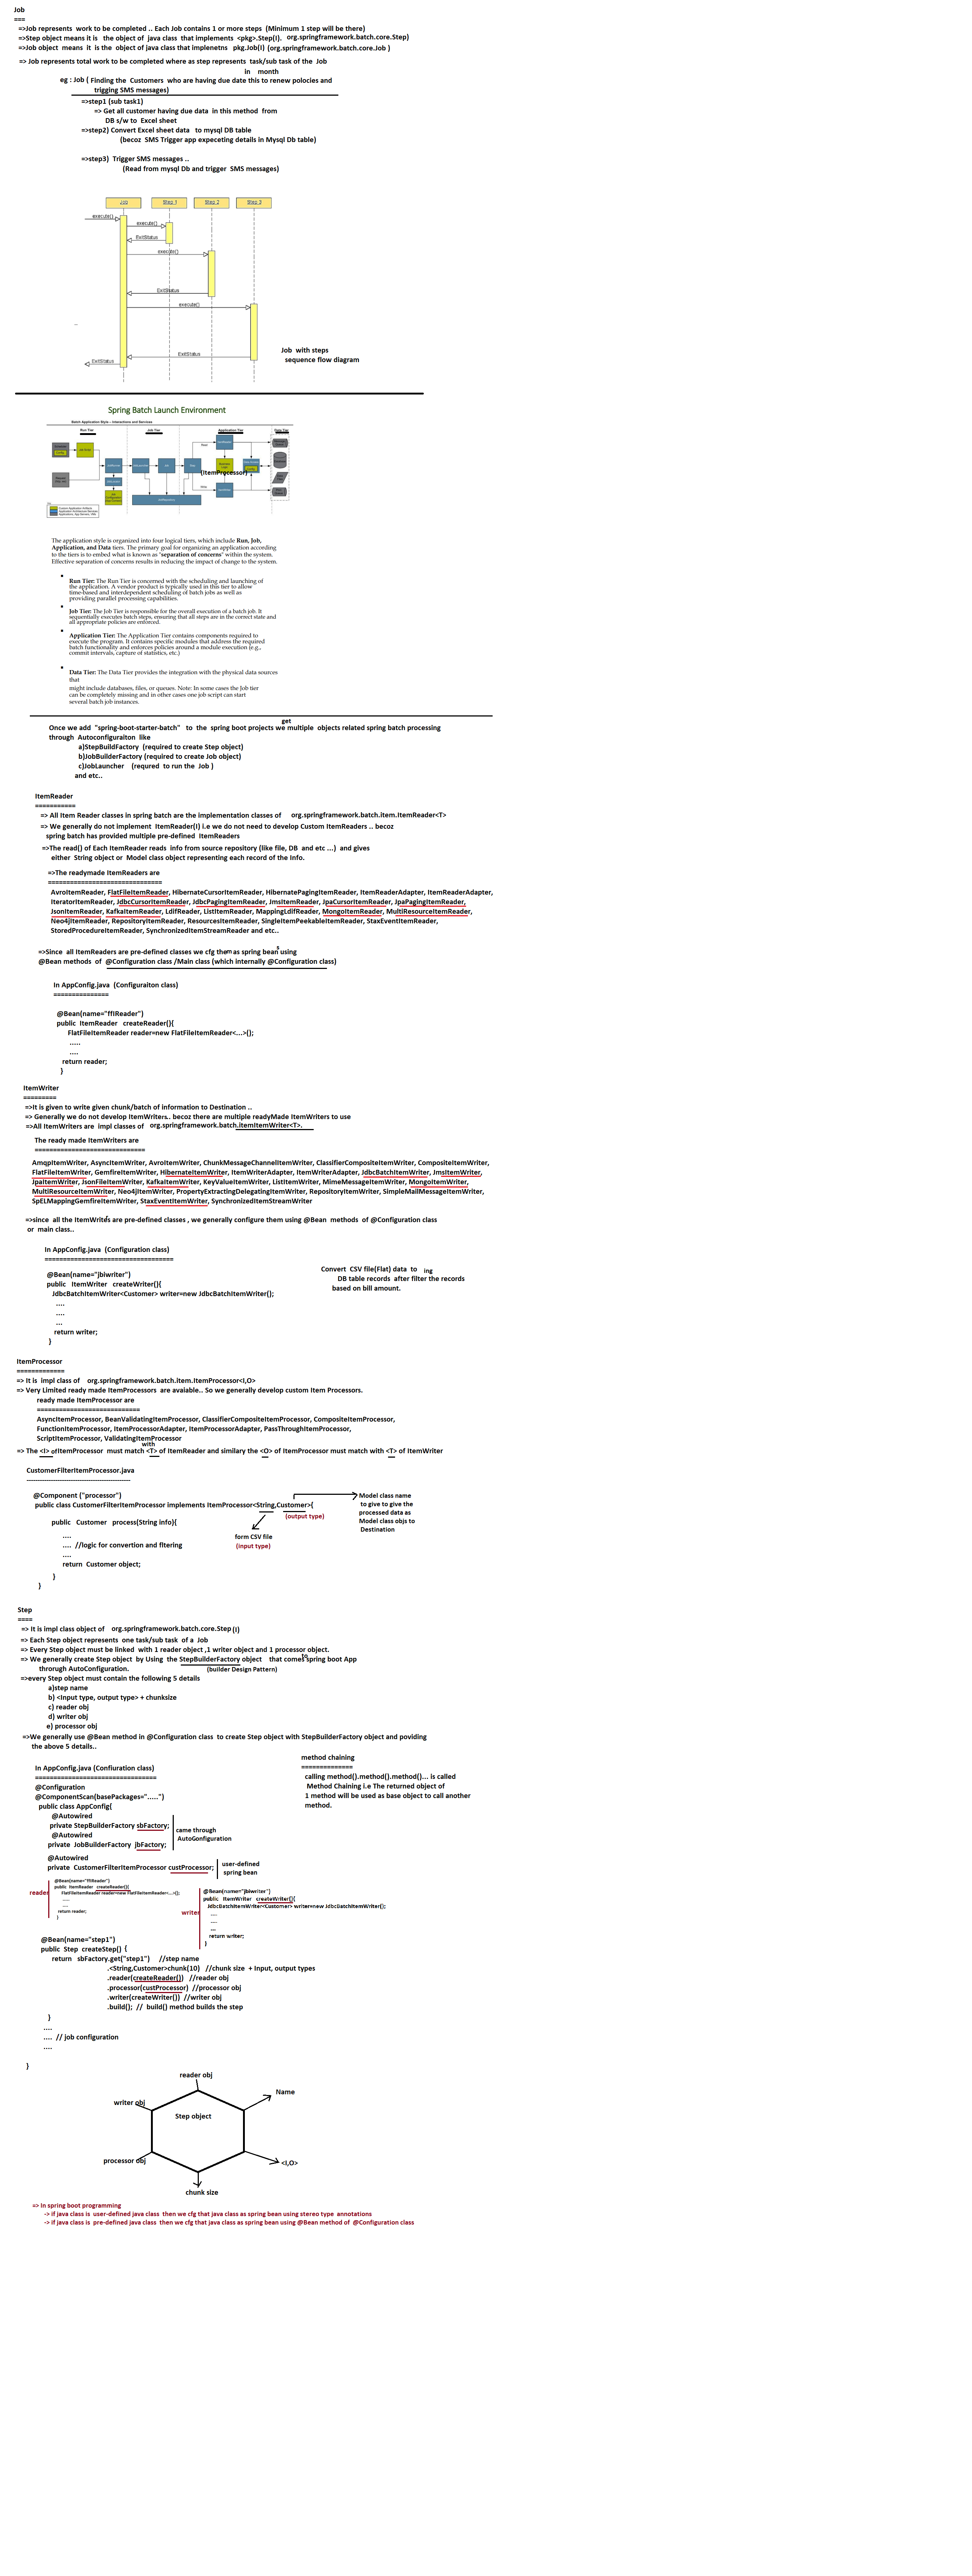 Job
===
=>Job represents work to be completed .. Each Job contains 1 or more steps (Minimum 1 step will be there)
=>Step object means it is the object of java class that implements <pkg>.Step(I). org.springframework.batch.core.Step)
=>Job object means it is the object of java class that implenetns pkg.Job(I) (org.springframework.batch.core.Job )
=> Job represents total work to be completed where as step represents task/sub task of the Job
in month
eg : Job ( Finding the Customers who are having due date this to renew polocies and
trigging SMS messages)
=>step1 (sub task1)
=> Get all customer having due data in this method from
DB s/w to Excel sheet
=>step2) Convert Excel sheet data to mysql DB table
(becoz SMS Trigger app expeceting details in Mysql Db table)
=>step3) Trigger SMS messages ..
(Read from mysql Db and trigger SMS messages)
Job Step 1 Step 2 Step 3
execute()
execute()
ExitStatus
execute()
ExitStatus
execute()
ExitStatus
ExitStatus
Job with steps
sequence flow diagram
Spring Batch Launch Environment
Batch Application Style - Interactions and Services
Run Tier Job Tier Application Tier Data Tier
(ItemProcessor)
The application style is organized into four logical tiers, which include Run, Job,
Application, and Data tiers. The primary goal for organizing an application according
to the tiers is to embed what is known as "separation of concerns" within the system.
Effective separation of concerns results in reducing the impact of change to the system.
• Run Tier: The Run Tier is concerned with the scheduling and launching of
the application. A vendor product is typically used in this tier to allow
time-based and interdependent scheduling of batch jobs as well as
providing parallel processing capabilities.
• Job Tier: The Job Tier is responsible for the overall execution of a batch job. It
sequentially executes batch steps, ensuring that all steps are in the correct state and
all appropriate policies are enforced.
• Application Tier: The Application Tier contains components required to
execute the program. It contains specific modules that address the required
batch functionality and enforces policies around a module execution (e.g.,
commit intervals, capture of statistics, etc.)
• Data Tier: The Data Tier provides the integration with the physical data sources
that
might include databases, files, or queues. Note: In some cases the Job tier
can be completely missing and in other cases one job script can start
several batch job instances.
get
Once we add "spring-boot-starter-batch" to the spring boot projects we multiple objects related spring batch processing
through Autoconfiguraiton like
a)StepBuildFactory (required to create Step object)
b)JobBuilderFactory (required to create Job object)
c)JobLauncher (requred to run the Job )
and etc..
ItemReader
===========
=> All Item Reader classes in spring batch are the implementation classes of org.springframework.batch.item.ItemReader<T>
=> We generally do not implement ItemReader(I) i.e we do not need to develop Custom ItemReaders .. becoz
spring batch has provided multiple pre-defined ItemReaders
=>The read() of Each ItemReader reads info from source repository (like file, DB and etc ...) and gives
either String object or Model class object representing each record of the Info.
=>The readymade ItemReaders are
==============================
AvroItemReader, FlatFileItemReader, HibernateCursorItemReader, HibernatePagingItemReader, ItemReaderAdapter, ItemReaderAdapter,
IteratorItemReader, JdbcCursorItemReader, JdbcPagingItemReader, JmsItemReader, JpaCursorItemReader, JpaPagingItemReader,
JsonItemReader, KafkaItemReader, LdifReader, ListItemReader, MappingLdifReader, MongoItemReader, MultiResourceItemReader,
Neo4jItemReader, RepositoryItemReader, ResourcesItemReader, SingleItemPeekableItemReader, StaxEventItemReader,
StoredProcedureItemReader, SynchronizedItemStreamReader and etc..
=>Since all ItemReaders are pre-defined classes we cfg them as spring beans using
@Bean methods of @Configuration class /Main class (which internally @Configuration class)
In AppConfig.java (Configuraiton class)
===============
@Bean(name="ffIReader")
public ItemReader createReader(){
FlatFileItemReader reader=new FlatFileItemReader<...>();
.....
....
return reader;
}
ItemWriter
=========
=>It is given to write given chunk/batch of information to Destination ..
=> Generally we do not develop ItemWriters.. becoz there are multiple readyMade ItemWriters to use
=>All ItemWriters are impl classes of org.springframework.batch.itemItemWriter<T>.
The ready made ItemWriters are
==============================
AmqpItemWriter, AsyncItemWriter, AvroItemWriter, ChunkMessageChannelItemWriter, ClassifierCompositeItemWriter, CompositeItemWriter,
FlatFileItemWriter, GemfireItemWriter, HibernateItemWriter, ItemWriterAdapter, ItemWriterAdapter, JdbcBatchItemWriter, JmsItemWriter,
JpaItemWriter, JsonFileItemWriter, KafkaItemWriter, KeyValueItemWriter, ListItemWriter, MimeMessageItemWriter, MongoItemWriter,
MultiResourceItemWriter, Neo4jItemWriter, PropertyExtractingDelegatingItemWriter, RepositoryItemWriter, SimpleMailMessageItemWriter,
SpELMappingGemfireItemWriter, StaxEventItemWriter, SynchronizedItemStreamWriter
=>since all the ItemWrites are pre-defined classes , we generally configure them using @Bean methods of @Configuration class
or main class..
In AppConfig.java (Configuration class)
===================================
@Bean(name="jbiwriter")
public ItemWriter createWriter(){
JdbcBatchItemWriter<Customer> writer=new JdbcBatchItemWriter();
....
....
...
return writer;
}
Convert CSV file(Flat) data to ing
DB table records after filter the records
based on bill amount.
ItemProcessor
=============
=> It is impl class of org.springframework.batch.item.ItemProcessor<I,O>
=> Very Limited ready made ItemProcessors are avaiable.. So we generally develop custom Item Processors.
ready made ItemProcessor are
============================
AsyncItemProcessor, BeanValidatingItemProcessor, ClassifierCompositeItemProcessor, CompositeItemProcessor,
FunctionItemProcessor, ItemProcessorAdapter, ItemProcessorAdapter, PassThroughItemProcessor,
ScriptItemProcessor, ValidatingItemProcessor
with
=> The <I> of ItemProcessor must match <T> of ItemReader and similary the <O> of ItemProcessor must match with <T> of ItemWriter
CustomerFilterItemProcessor.java
------------------------------------------------
@Component ("processor")
public class CustomerFilterItemProcessor implements ItemProcessor<String,Customer>{
(output type)
Model class name
to give to give the
processed data as
Model class objs to
Destination
public Customer process(String info){
form CSV file
(input type)
....
.... //logic for convertion and fltering
....
return Customer object;
}
}
Step
====
=> It is impl class object of org.springframework.batch.core.Step (I)
=> Each Step object represents one task/sub task of a Job
=> Every Step object must be linked with 1 reader object ,1 writer object and 1 processor object.
=> We generally create Step object by Using the StepBuilderFactory object that comes to spring boot App
throrugh AutoConfiguration. (builder Design Pattern)
=>every Step object must contain the following 5 details
a)step name
b) <Input type, output type> + chunksize
c) reader obj
d) writer obj
e) processor obj
=>We generally use @Bean method in @Configuration class to create Step object with StepBuilderFactory object and poviding
the above 5 details..
method chaining
==============
calling method().method().method()... is called
Method Chaining i.e The returned object of
1 method will be used as base object to call another
method.
In AppConfig.java (Confiuration class)
=================================
@Configuration
@ComponentScan(basePackages=".....")
public class AppConfig{
@Autowired
private StepBuilderFactory sbFactory;
@Autowired
private JobBuilderFactory jbFactory;
came through
AutoGonfiguration
@Autowired
private CustomerFilterItemProcessor custProcessor;
user-defined
spring bean
reader
@Bean(name="ffIReader")
public ItemReader createReader(){
FlatFileItemReader reader=new FlatFileItemReader<...>();
.....
....
return reader;
}
writer
@Bean(name="jbiwriter")
public ItemWriter createWriter(){
JdbcBatchItemWriter<Customer> writer=new JdbcBatchItemWriter();
....
....
...
return writer;
}
@Bean(name="step1")
public Step createStep() {
return sbFactory.get("step1") //step name
.<String,Customer>chunk(10) //chunk size + Input, output types
.reader(createReader()) //reader obj
.processor(custProcessor) //processor obj
.writer(createWriter()) //writer obj
.build(); // build() method builds the step
}
....
.... // job configuration
....
}
reader obj
Name
writer obj
Step object
processor obj
<I,O>
chunk size
=> In spring boot programming
-> if java class is user-defined java class then we cfg that java class as spring bean using stereo type annotations
-> if java class is pre-defined java class then we cfg that java class as spring bean using @Bean method of @Configuration class